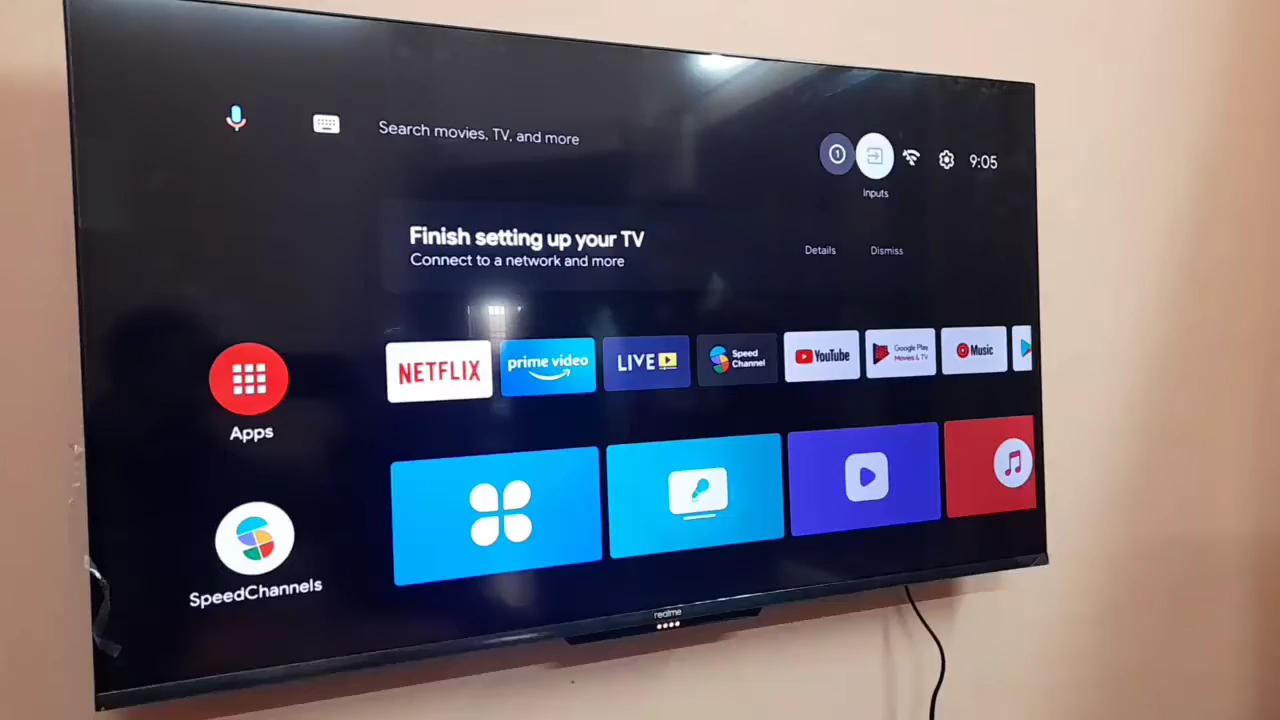 Search movies, TV, and more
1
9:05
Inputs
Finish setting up your TV
Connect to a network and more
Details
Dismiss
NETFLIX
prime video
LIVE
Speed
Channel
YouTube
Google Play
Movies & TV
Music
Apps
SpeedChannels
realme